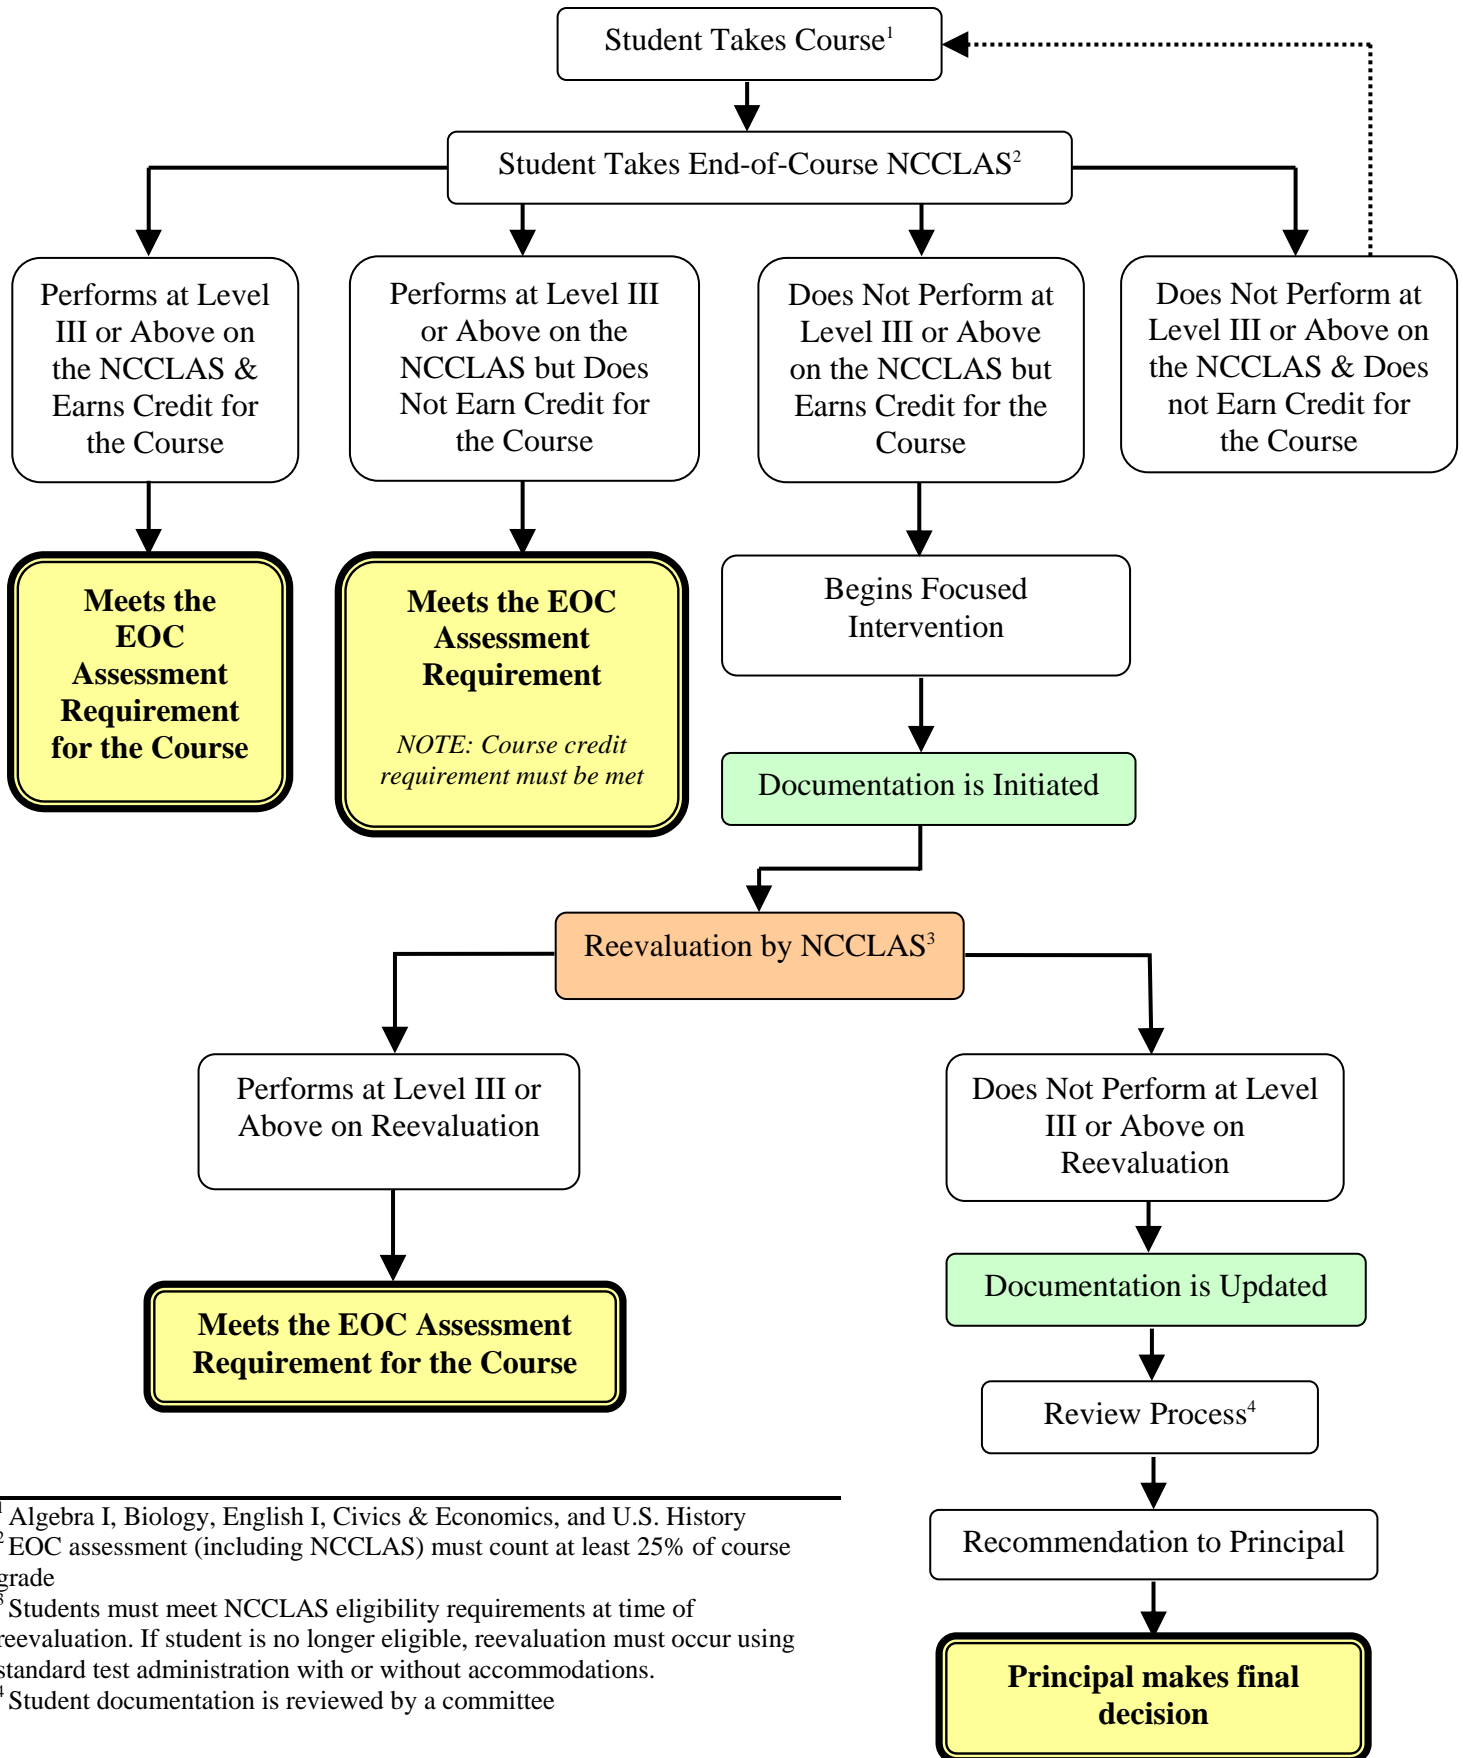 Student Takes Course¹
Student Takes End-of-Course NCCLAS²
Performs at Level
III or Above on
the NCCLAS &
Earns Credit for
the Course
Performs at Level III
or Above on the
NCCLAS but Does
Not Earn Credit for
the Course
Does Not Perform at
Level III or Above
on the NCCLAS but
Earns Credit for the
Course
Does Not Perform at
Level III or Above on
the NCCLAS & Does
not Earn Credit for
the Course
Meets the
EOC
Assessment
Requirement
for the Course
Meets the EOC
Assessment
Requirement
NOTE: Course credit
requirement must be met
Begins Focused
Intervention
Documentation is Initiated
Reevaluation by NCCLAS³
Performs at Level III or
Above on Reevaluation
Does Not Perform at Level
III or Above on
Reevaluation
Meets the EOC Assessment
Requirement for the Course
Documentation is Updated
Review Process⁴
Recommendation to Principal
Principal makes final
decision
¹ Algebra I, Biology, English I, Civics & Economics, and U.S. History
² EOC assessment (including NCCLAS) must count at least 25% of course
grade
³ Students must meet NCCLAS eligibility requirements at time of
reevaluation. If student is no longer eligible, reevaluation must occur using
standard test administration with or without accommodations.
⁴ Student documentation is reviewed by a committee